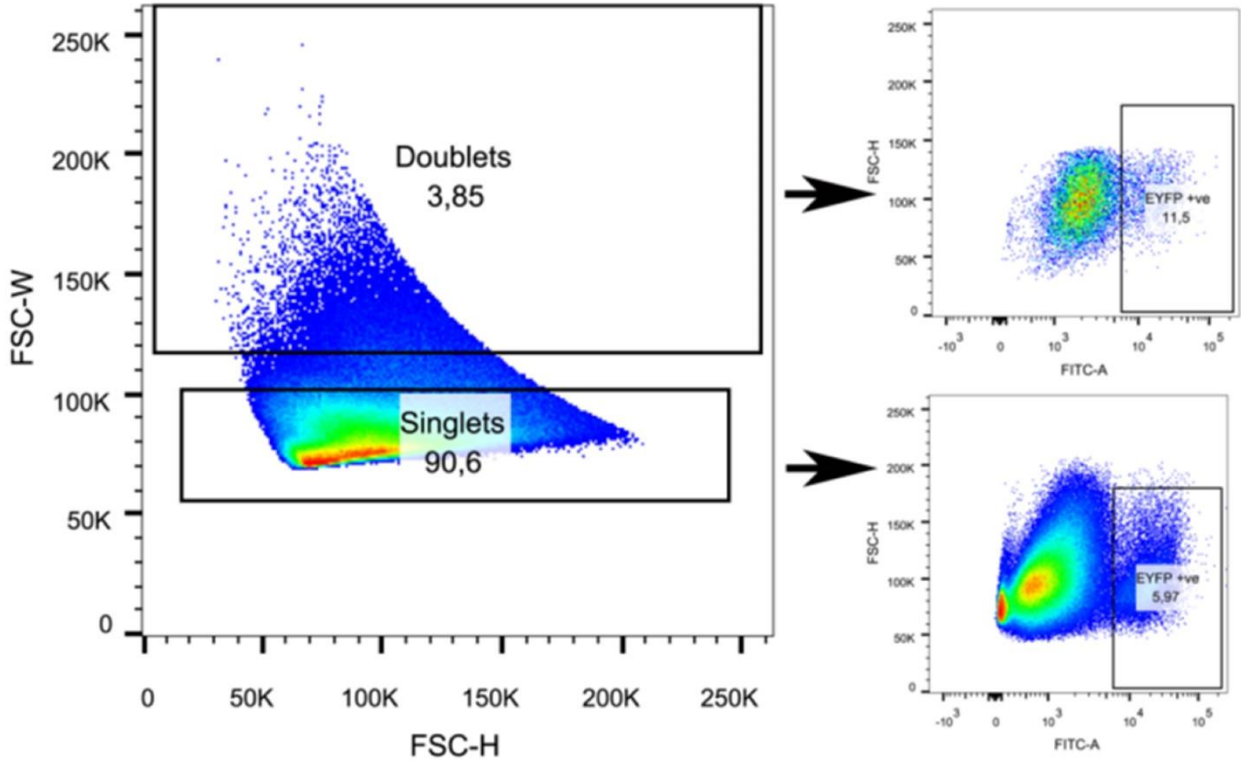 250K
200K
150K
100K
50K
0
FSC-W
Doublets
3,85
Singlets
90,6
0
50K
100K
150K
200K
250K
FSC-H
250K
200K
150K
100K
50K
0
FSC-H
EYFP +ve
11,5
-10³
0
10³
10⁴
10⁵
FITC-A
250K
200K
150K
100K
50K
0
FSC-H
EYFP +ve
5,97
-10³
0
10³
10⁴
10⁵
FITC-A